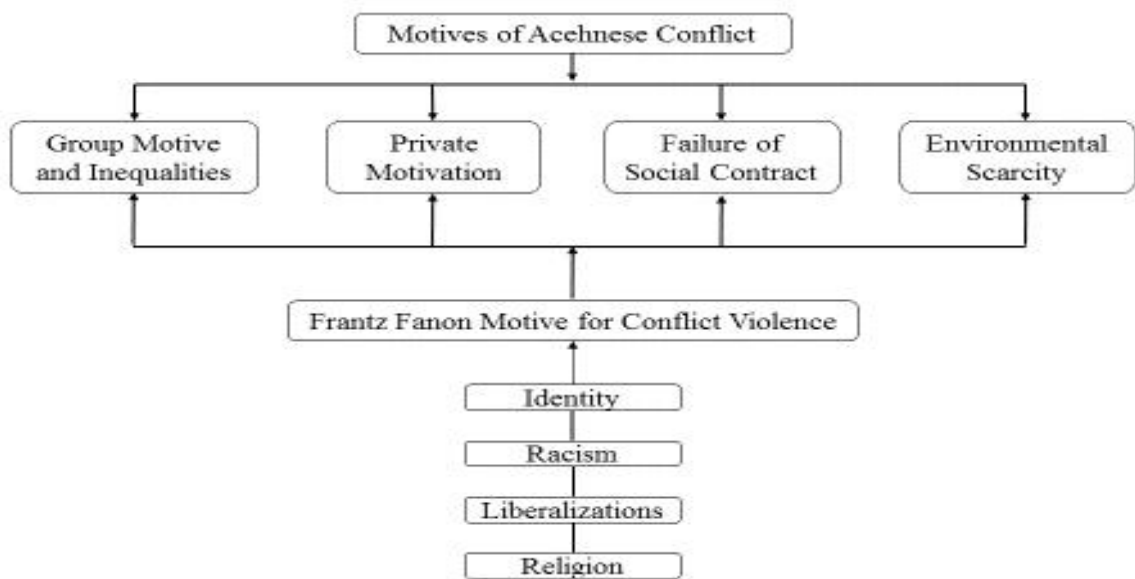 Motives of Acehnese Conflict
Group Motive
and Inequalities
Private
Motivation
Failure of
Social Contract
Environmental
Scarcity
Frantz Fanon Motive for Conflict Violence
Identity
Racism
Liberalizations
Religion